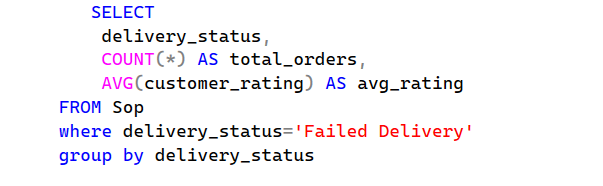 SELECT
delivery_status,
COUNT(*) AS total_orders,
AVG(customer_rating) AS avg_rating
FROM Sop
where delivery_status='Failed Delivery'
group by delivery_status